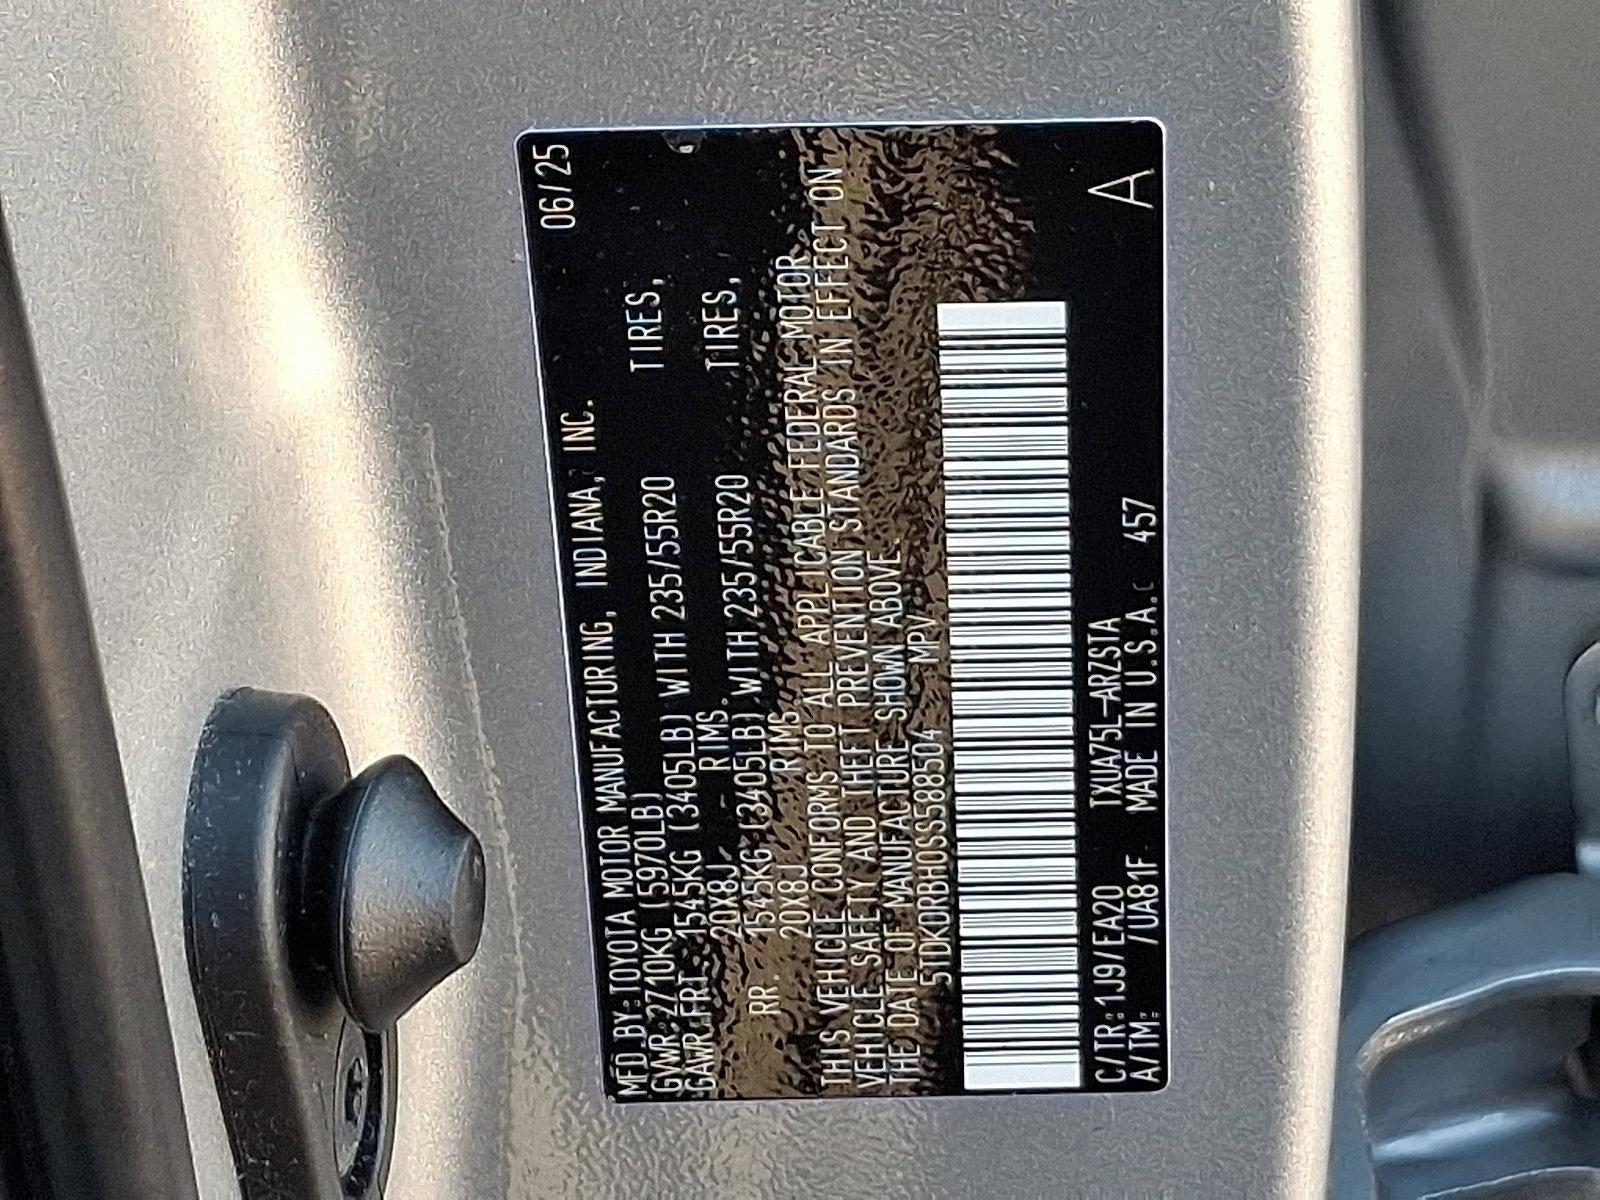 MFD.BY:TOYOTA MOTOR MANUFACTURING, INDIANA, INC. 06/25
GVWR:2710KG (5970LB)
GAWR:FRT. 1545KG (3405LB) WITH 235/55R20 TIRES,
20X8J RIMS,
RR. 1545KG (3405LB) WITH 235/55R20 TIRES,
20X8J RIMS
THIS VEHICLE CONFORMS TO ALL APPLICABLE FEDERAL MOTOR
VEHICLE SAFETY AND THEFT PREVENTION STANDARDS IN EFFECT ON
THE DATE OF MANUFACTURE SHOWN ABOVE.
5TDKDRBH0SS588504 MPV
C/TR:1J9/EA20 TXUA75L-ARZSTA
A/TM: /UA81F MADE IN U.S.A. 457 A